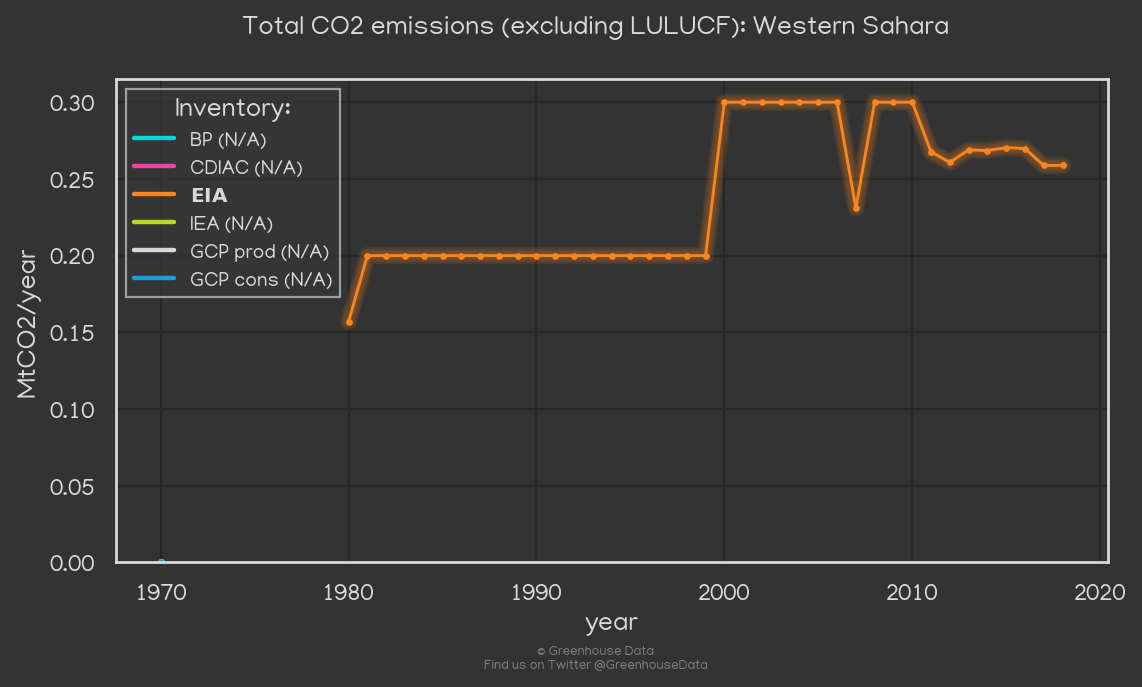 Total CO2 emissions (excluding LULUCF): Western Sahara
Inventory:
BP (N/A)
CDIAC (N/A)
EIA
IEA (N/A)
GCP prod (N/A)
GCP cons (N/A)
MtCO2/year
0.30
0.25
0.20
0.15
0.10
0.05
0.00
1970 1980 1990 2000 2010 2020
year
© Greenhouse Data
Find us on Twitter @GreenhouseData